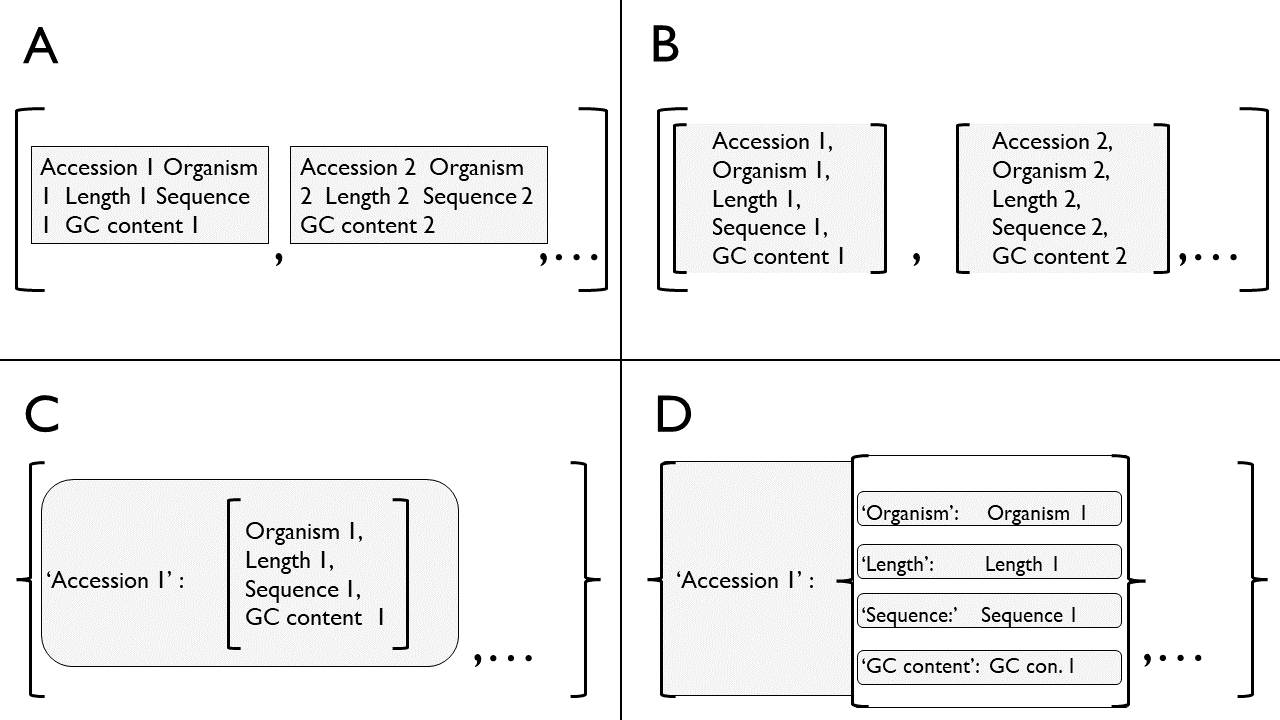 A
Accession 1 Organism
1 Length 1 Sequence
1 GC content 1
,
Accession 2 Organism
2 Length 2 Sequence 2
GC content 2
,...
B
Accession 1,
Organism 1,
Length 1,
Sequence 1,
GC content 1
,
Accession 2,
Organism 2,
Length 2,
Sequence 2,
GC content 2
,...
C
‘Accession 1’ :
Organism 1,
Length 1,
Sequence 1,
GC content 1
,...
D
‘Accession 1’ :
‘Organism’: Organism 1
‘Length’: Length 1
‘Sequence:’ Sequence 1
‘GC content’: GC con. 1
,...